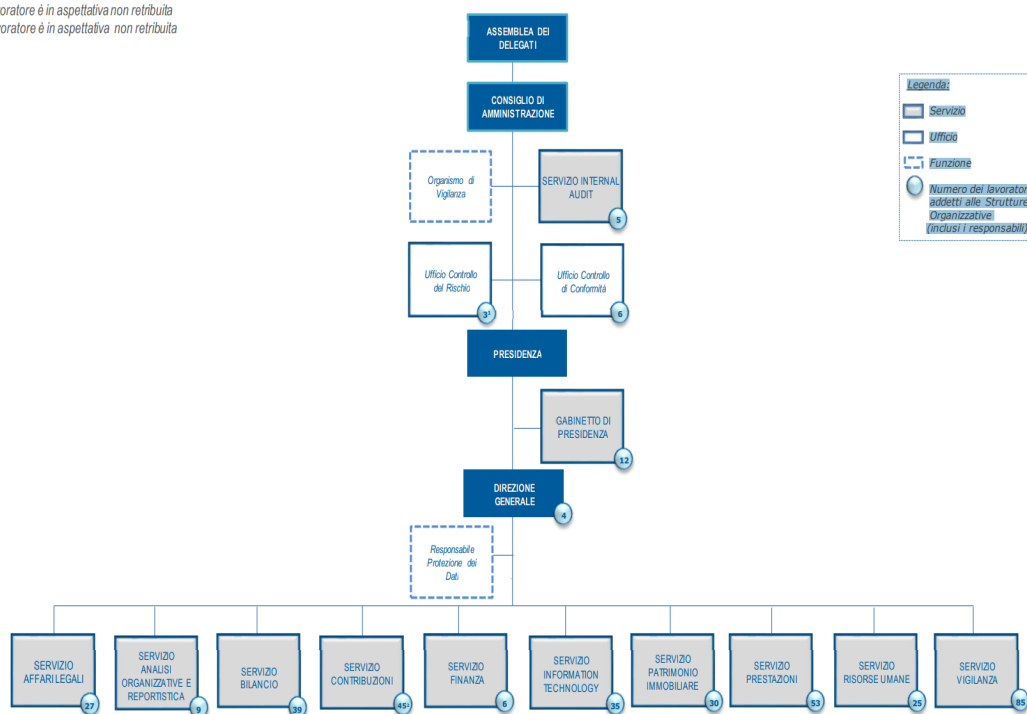 voratore è in aspettativa non retribuita
voratore è in aspettativa non retribuita
ASSEMBLEA DEI
DELEGATI
CONSIGLIO DI
AMMINISTRAZIONE
Legenda:
Servizio
Ufficio
Funzione
Numero dei lavorator
addetti alle Strutture
Organizzative
(inclusi i responsabili)
Organismo di
Vigilanza
SERVIZIO INTERNAL
AUDIT
5
Ufficio Controllo
del Rischio
3¹
Ufficio Controllo
di Conformità
6
PRESIDENZA
GABINETTO DI
PRESIDENZA
12
DIREZIONE
GENERALE
4
Responsabile
Protezione dei
Dati
SERVIZIO
AFFARI LEGALI
27
SERVIZIO
ANALISI
ORGANIZZATIVE E
REPORTISTICA
9
SERVIZIO
BILANCIO
39
SERVIZIO
CONTRIBUZIONI
45²
SERVIZIO
FINANZA
6
SERVIZIO
INFORMATION
TECHNOLOGY
35
SERVIZIO
PATRIMONIO
IMMOBILIARE
30
SERVIZIO
PRESTAZIONI
53
SERVIZIO
RISORSE UMANE
25
SERVIZIO
VIGILANZA
85